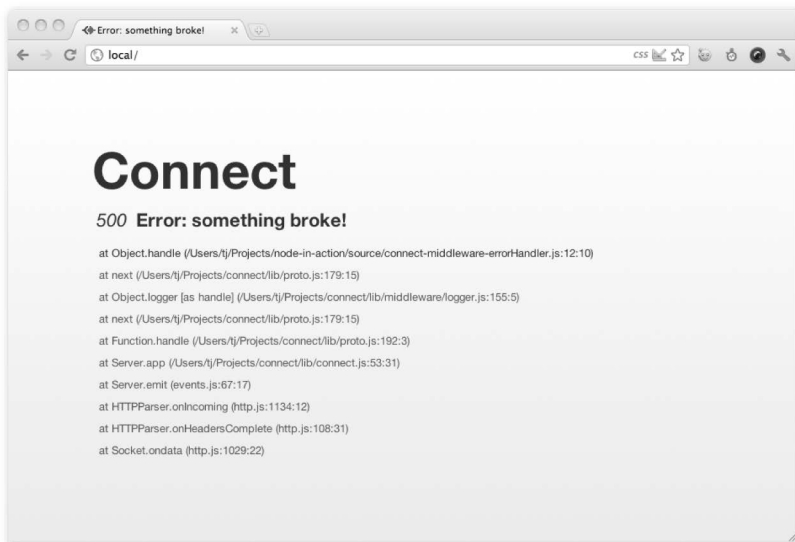 Error: something broke!
local/
css
Connect
500 Error: something broke!
at Object.handle (/Users/tj/Projects/node-in-action/source/connect-middleware-errorHandler.js:12:10)
at next (/Users/tj/Projects/connect/lib/proto.js:179:15)
at Object.logger [as handle] (/Users/tj/Projects/connect/lib/middleware/logger.js:155:5)
at next (/Users/tj/Projects/connect/lib/proto.js:179:15)
at Function.handle (/Users/tj/Projects/connect/lib/proto.js:192:3)
at Server.app (/Users/tj/Projects/connect/lib/connect.js:53:31)
at Server.emit (events.js:67:17)
at HTTPParser.onIncoming (http.js:1134:12)
at HTTPParser.onHeadersComplete (http.js:108:31)
at Socket.ondata (http.js:1029:22)